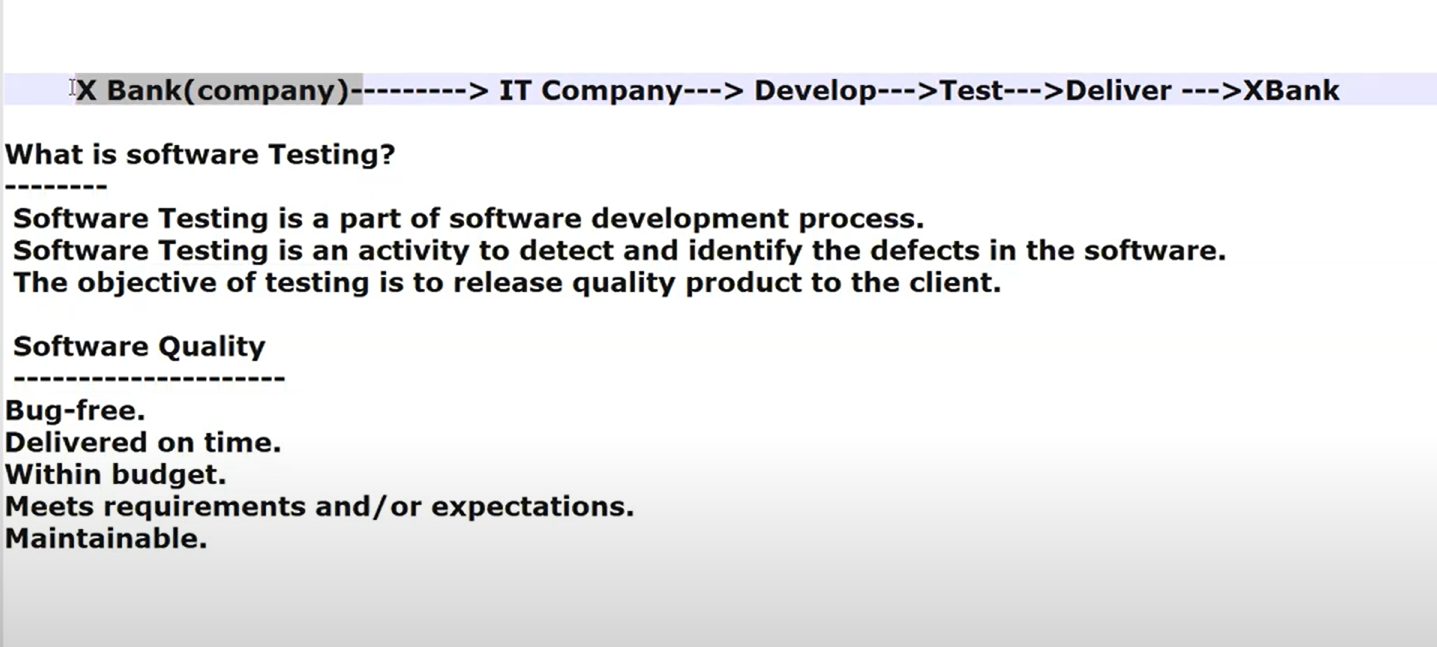 X Bank(company)---------> IT Company---> Develop--->Test--->Deliver --->XBank
What is software Testing?
--------
Software Testing is a part of software development process.
Software Testing is an activity to detect and identify the defects in the software.
The objective of testing is to release quality product to the client.
Software Quality
---------------------
Bug-free.
Delivered on time.
Within budget.
Meets requirements and/or expectations.
Maintainable.